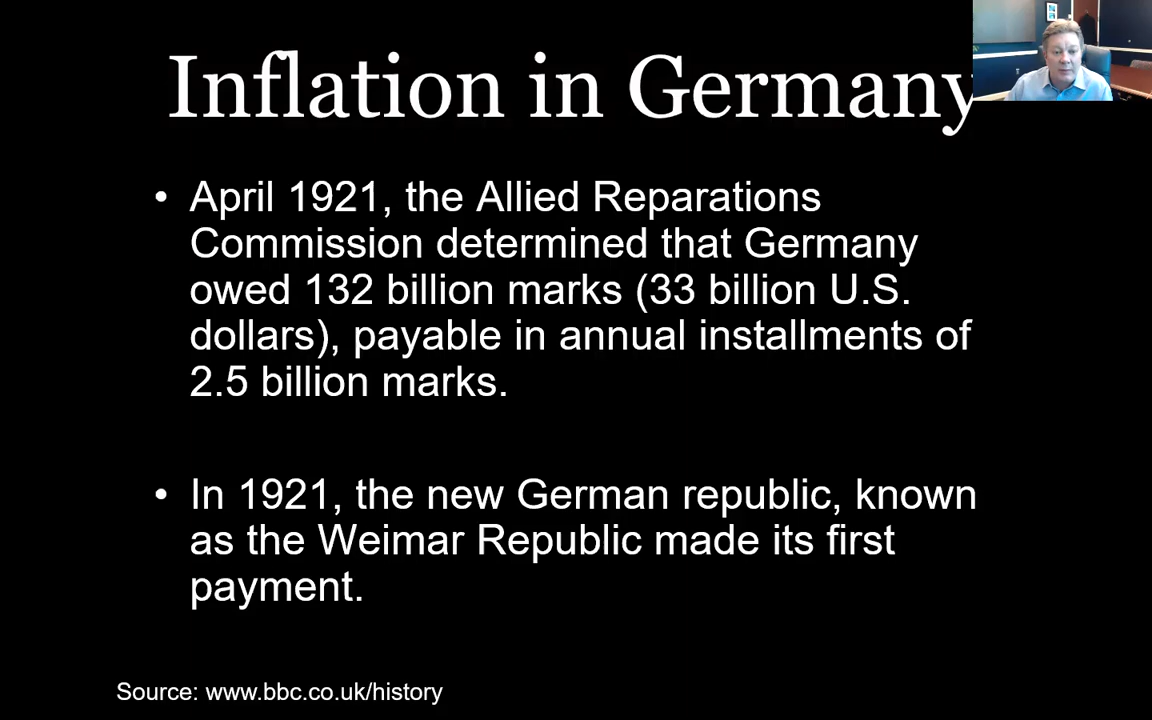 Inflation in Germany
• April 1921, the Allied Reparations
Commission determined that Germany
owed 132 billion marks (33 billion U.S.
dollars), payable in annual installments of
2.5 billion marks.
• In 1921, the new German republic, known
as the Weimar Republic made its first
payment.
Source: www.bbc.co.uk/history